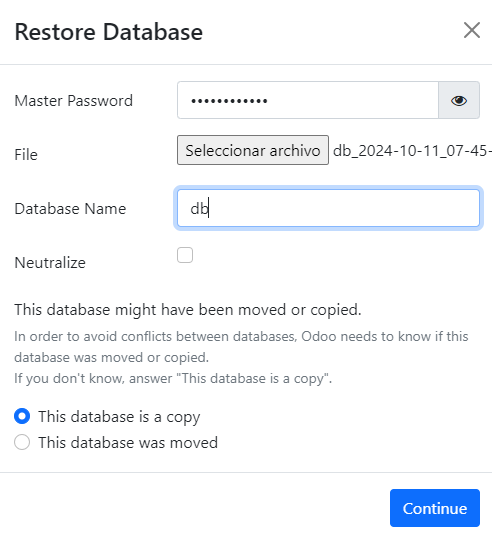 Restore Database
Master Password ••••••••••••
File Seleccionar archivo db_2024-10-11_07-45-
Database Name db
Neutralize
This database might have been moved or copied.
In order to avoid conflicts between databases, Odoo needs to know if this
database was moved or copied.
If you don't know, answer "This database is a copy".
This database is a copy
This database was moved
Continue